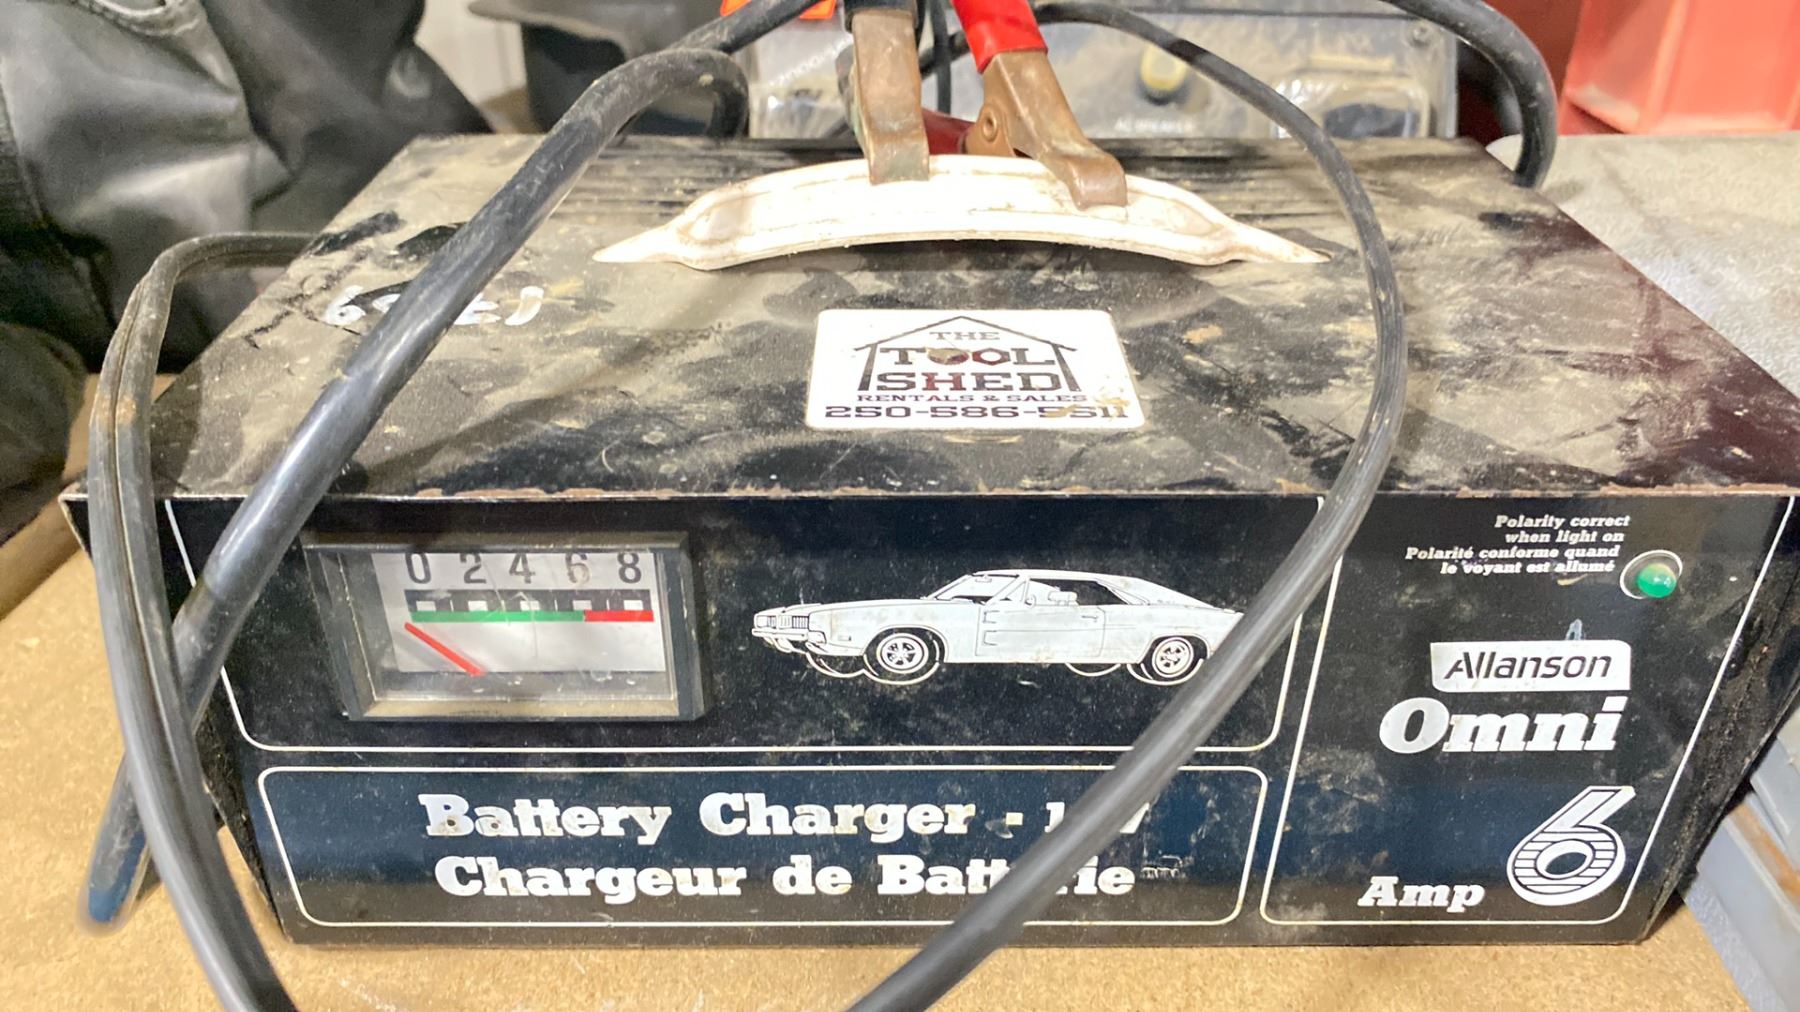 THE
TOOL
SHED
RENTALS & SALES
250-586-5511
0 2 4 6 8
Polarity correct
when light on
Polarité conforme quand
le voyant est allumé
Allanson
Omni
6
Amp
Battery Charger -
Chargeur de Batterie